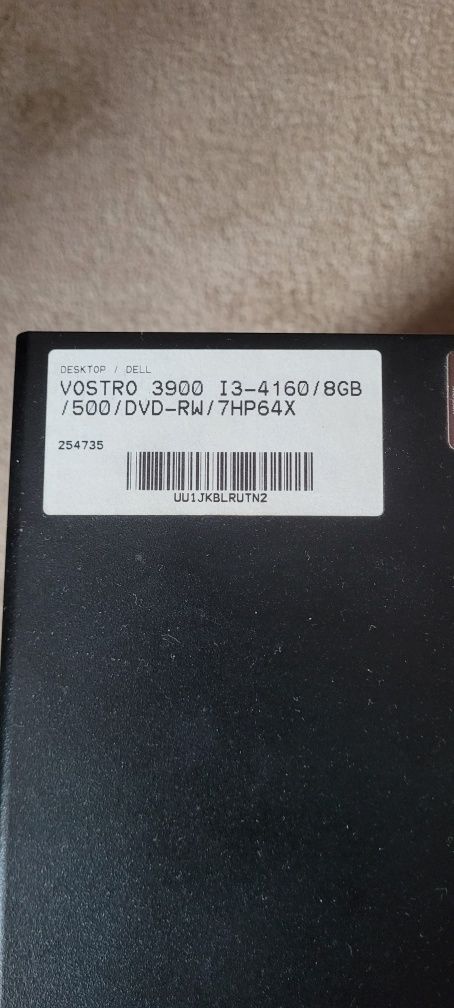 DESKTOP / DELL
VOSTRO 3900 I3-4160/8GB
/500/DVD-RW/7HP64X
254735
UU1JKBLRUTN2